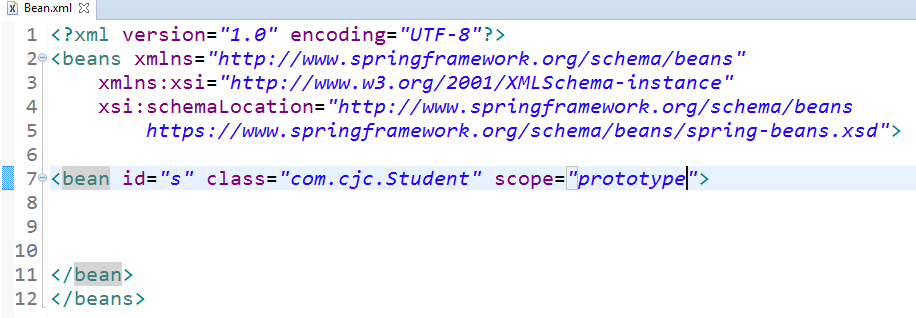 Bean.xml
1 <?xml version="1.0" encoding="UTF-8"?>
2 <beans xmlns="http://www.springframework.org/schema/beans"
3 xmlns:xsi="http://www.w3.org/2001/XMLSchema-instance"
4 xsi:schemaLocation="http://www.springframework.org/schema/beans
5 https://www.springframework.org/schema/beans/spring-beans.xsd">
6
7 <bean id="s" class="com.cjc.Student" scope="prototype">
8
9
10
11 </bean>
12 </beans>